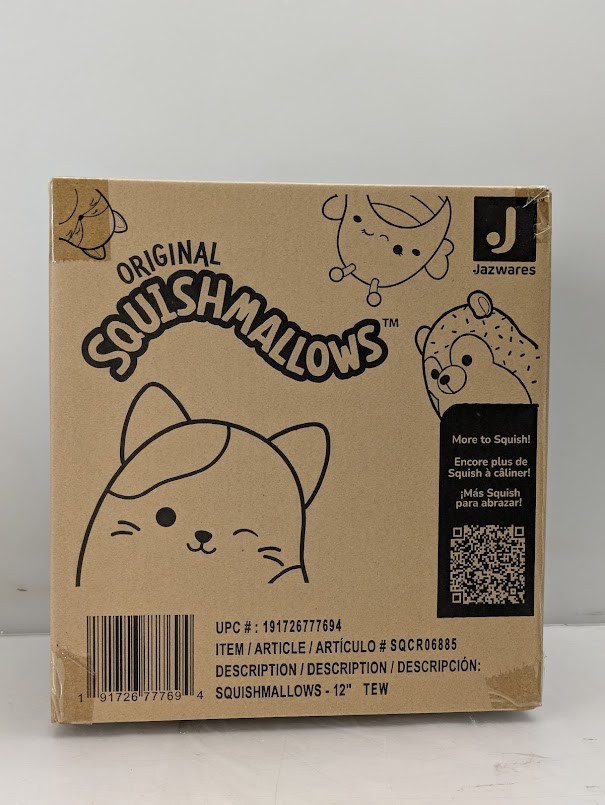 ORIGINAL
SQUISHMALLOWS™
J
Jazwares
More to Squish!
Encore plus de
Squish à câliner!
¡Más Squish
para abrazar!
UPC # : 191726777694
ITEM / ARTICLE / ARTÍCULO # SQCR06885
DESCRIPTION / DESCRIPTION / DESCRIPCIÓN:
SQUISHMALLOWS - 12" TEW
1 91726 77769 4